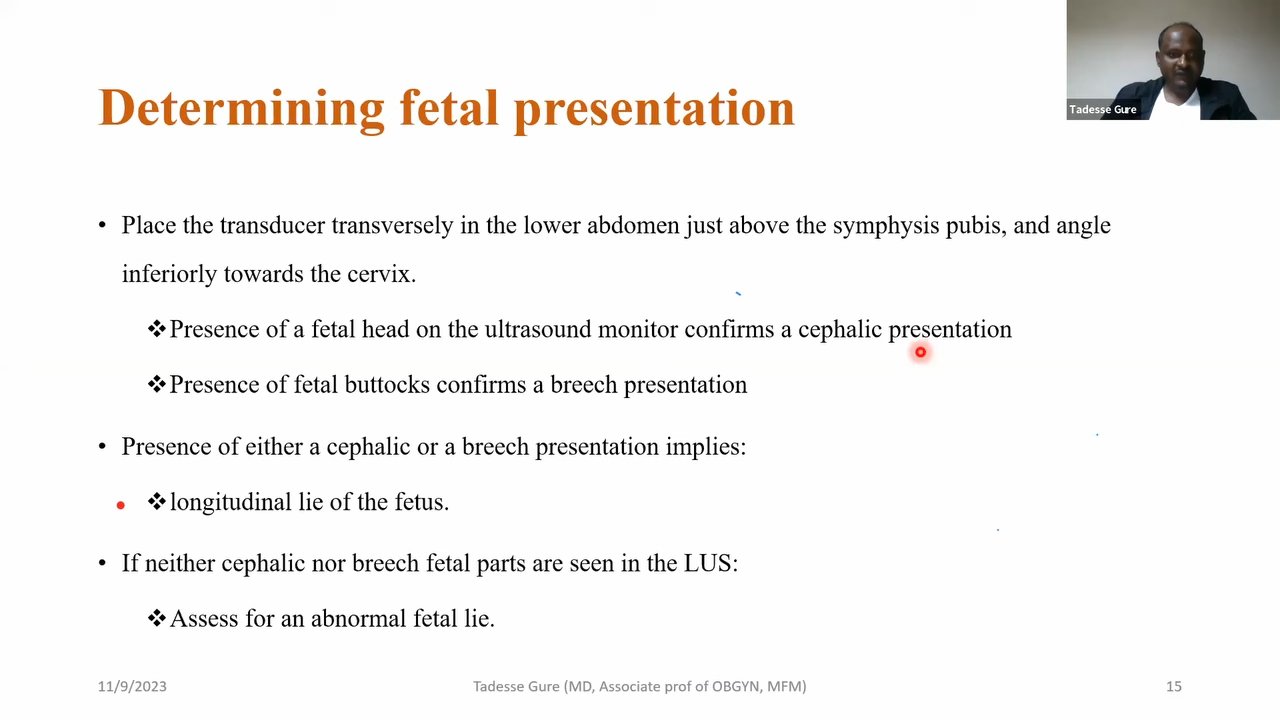 Tadesse Gure
Determining fetal presentation
• Place the transducer transversely in the lower abdomen just above the symphysis pubis, and angle
inferiorly towards the cervix.
❖Presence of a fetal head on the ultrasound monitor confirms a cephalic presentation
❖Presence of fetal buttocks confirms a breech presentation
• Presence of either a cephalic or a breech presentation implies:
❖longitudinal lie of the fetus.
• If neither cephalic nor breech fetal parts are seen in the LUS:
❖Assess for an abnormal fetal lie.
11/9/2023 Tadesse Gure (MD, Associate prof of OBGYN, MFM) 15